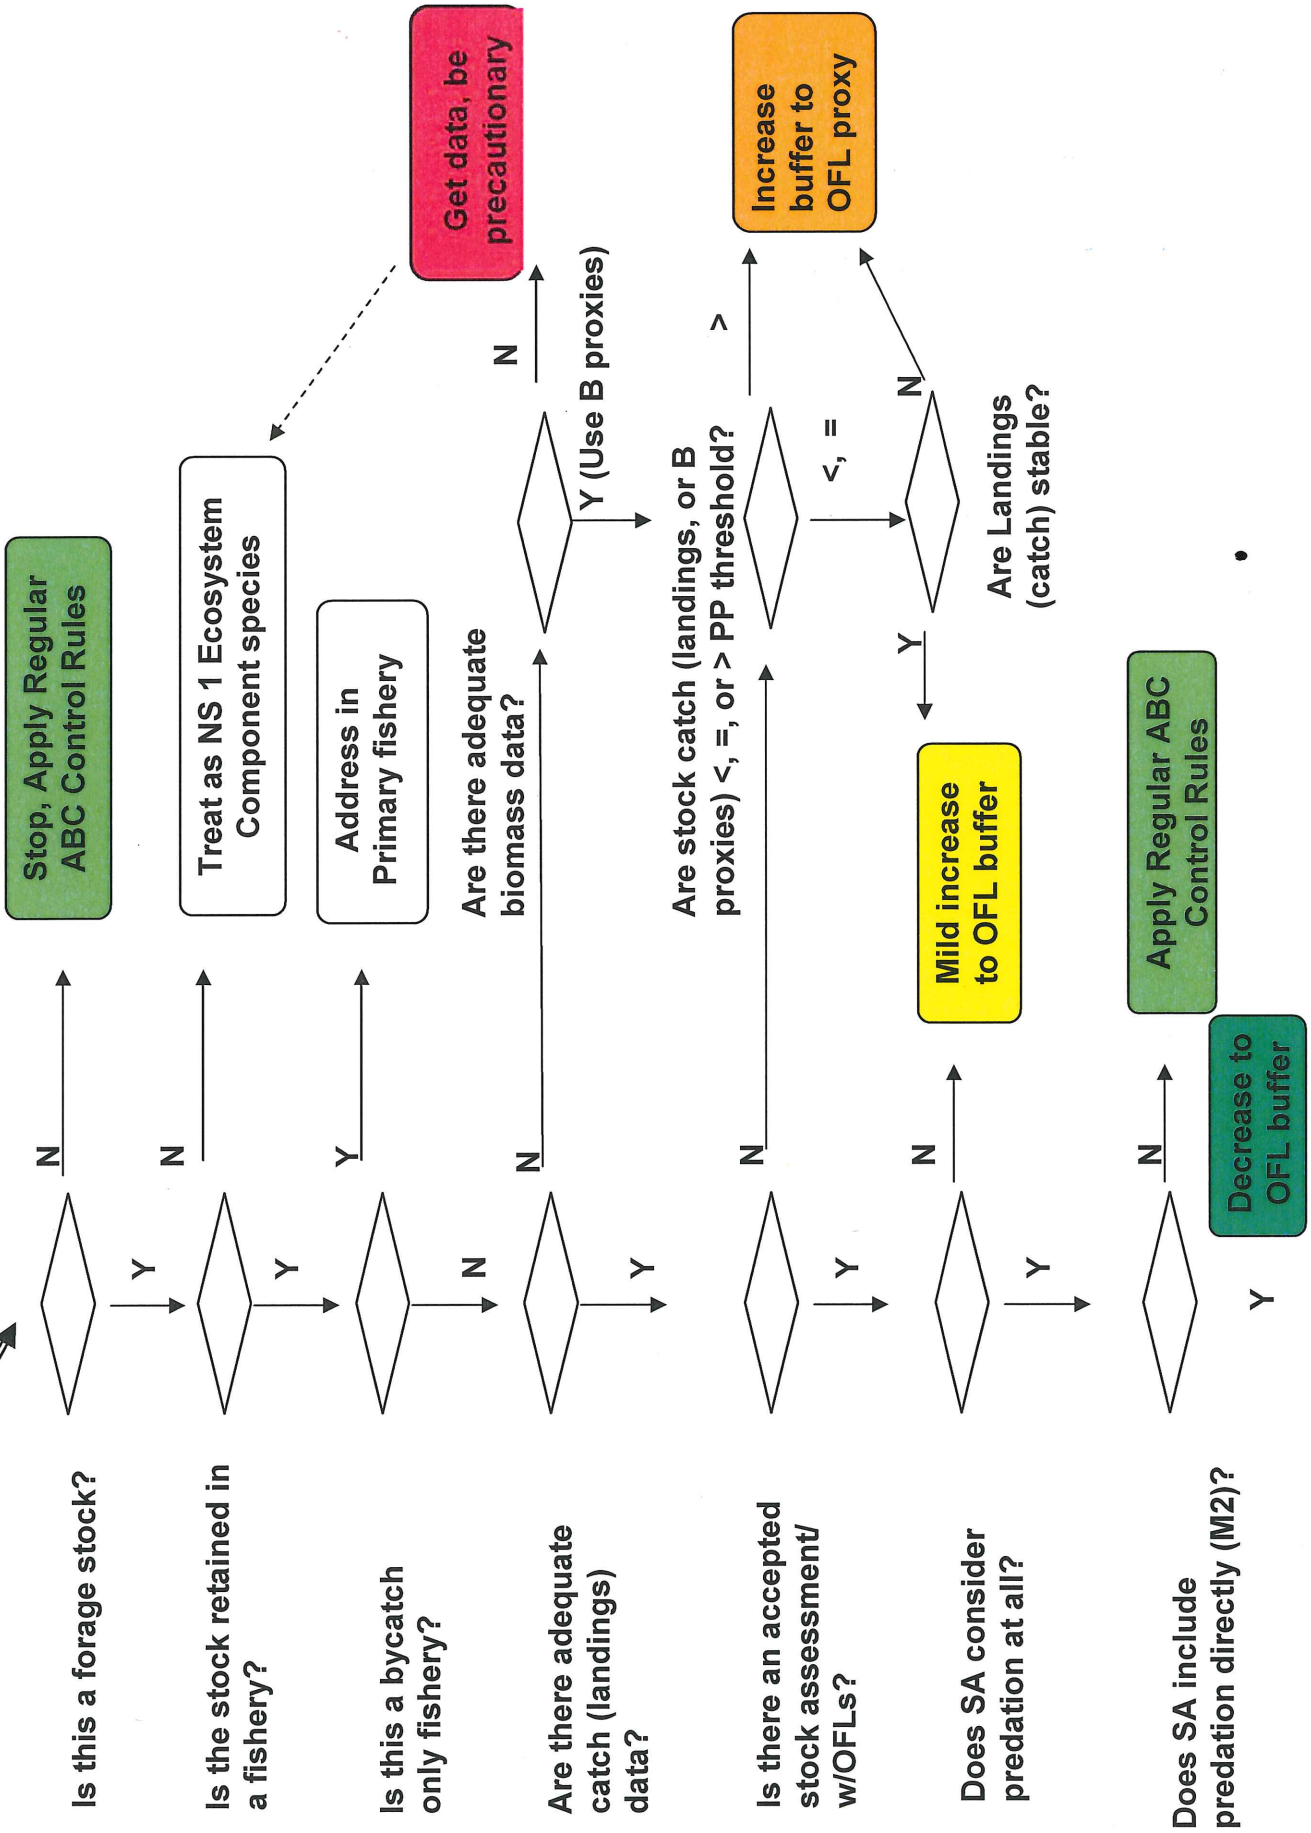 Is this a forage stock?
N
Stop, Apply Regular
ABC Control Rules
Y
Is the stock retained in
a fishery?
N
Treat as NS 1 Ecosystem
Component species
Y
Is this a bycatch
only fishery?
Y
Address in
Primary fishery
N
Get data, be
precautionary
Are there adequate
catch (landings)
data?
N
Are there adequate
biomass data?
N
Y (Use B proxies)
Y
Is there an accepted
stock assessment/
w/OFLs?
N
Are stock catch (landings, or B
proxies) <, =, or > PP threshold?
>
Increase
buffer to
OFL proxy
<, =
Y
Does SA consider
predation at all?
N
Mild increase
to OFL buffer
Y
N
Are Landings
(catch) stable?
Y
Does SA include
predation directly (M2)?
N
Apply Regular ABC
Control Rules
Y
Decrease to
OFL buffer